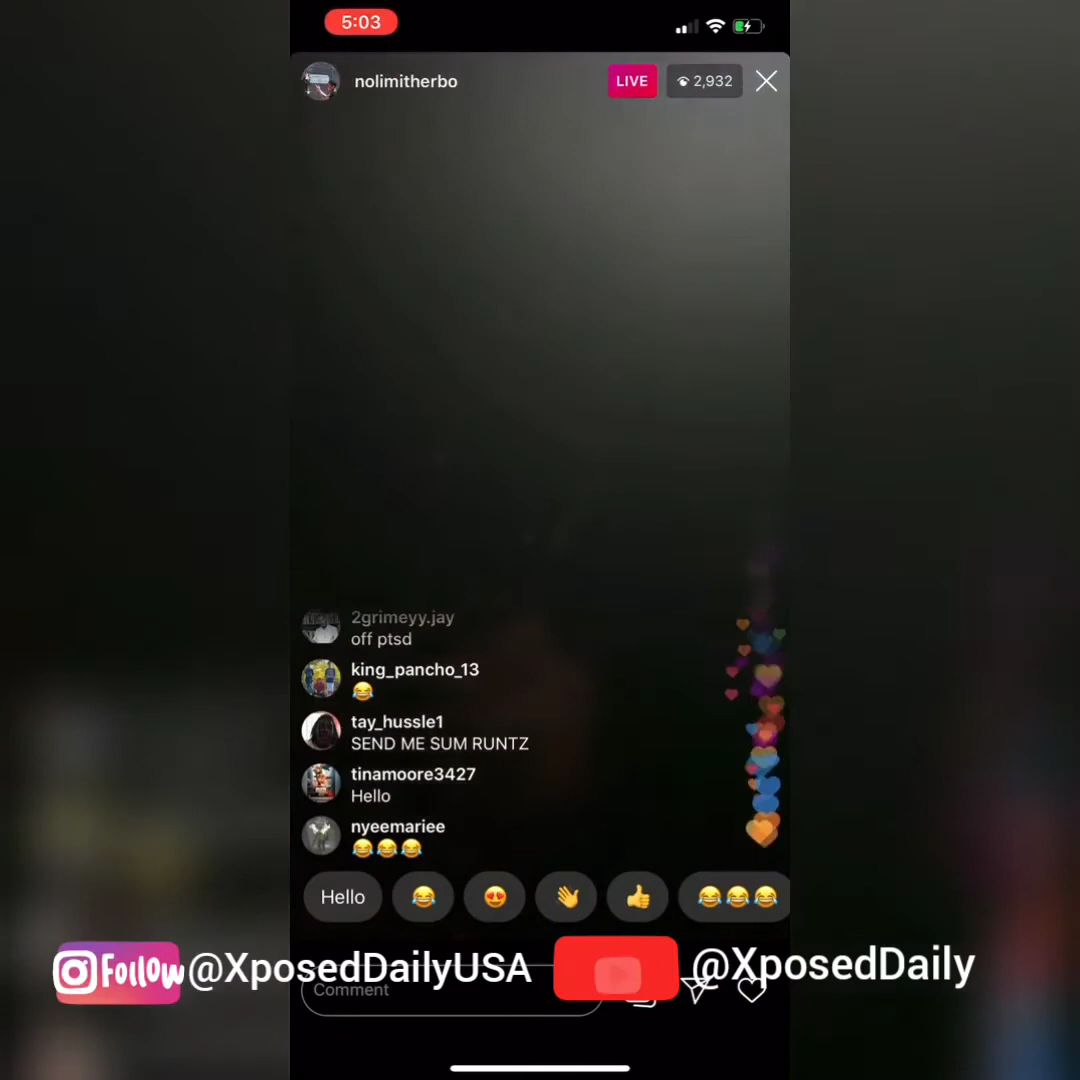 5:03
nolimitherbo
LIVE
2,932
2grimeyy.jay
off ptsd
king_pancho_13
😂
tay_hussle1
SEND ME SUM RUNTZ
tinamoore3427
Hello
nyeemariee
😂😂😂
Hello 😂 😍 👋 👍 😂😂😂
Follow @XposedDailyUSA @XposedDaily
Comment